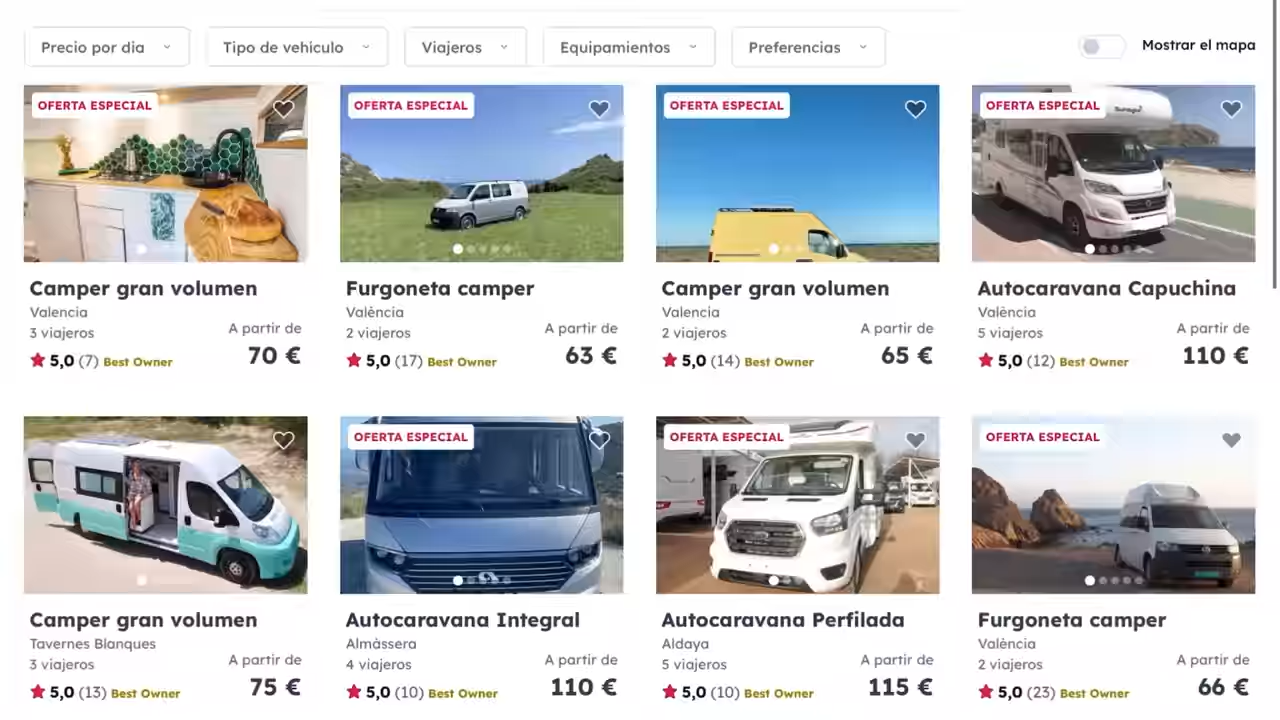 Precio por dia
Tipo de vehículo
Viajeros
Equipamientos
Preferencias
Mostrar el mapa
OFERTA ESPECIAL
Camper gran volumen
Valencia
3 viajeros
A partir de
5,0 (7) Best Owner
70 €
OFERTA ESPECIAL
Furgoneta camper
València
2 viajeros
A partir de
5,0 (17) Best Owner
63 €
OFERTA ESPECIAL
Camper gran volumen
Valencia
2 viajeros
A partir de
5,0 (14) Best Owner
65 €
OFERTA ESPECIAL
Autocaravana Capuchina
València
5 viajeros
A partir de
5,0 (12) Best Owner
110 €
Camper gran volumen
Tavernes Blanques
3 viajeros
A partir de
5,0 (13) Best Owner
75 €
OFERTA ESPECIAL
Autocaravana Integral
Almàssera
4 viajeros
A partir de
5,0 (10) Best Owner
110 €
OFERTA ESPECIAL
Autocaravana Perfilada
Aldaya
5 viajeros
A partir de
5,0 (10) Best Owner
115 €
OFERTA ESPECIAL
Furgoneta camper
València
2 viajeros
A partir de
5,0 (23) Best Owner
66 €